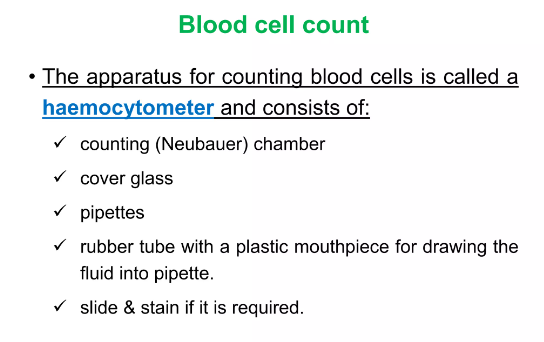 Blood cell count
• The apparatus for counting blood cells is called a
haemocytometer and consists of:
✓ counting (Neubauer) chamber
✓ cover glass
✓ pipettes
✓ rubber tube with a plastic mouthpiece for drawing the
fluid into pipette.
✓ slide & stain if it is required.